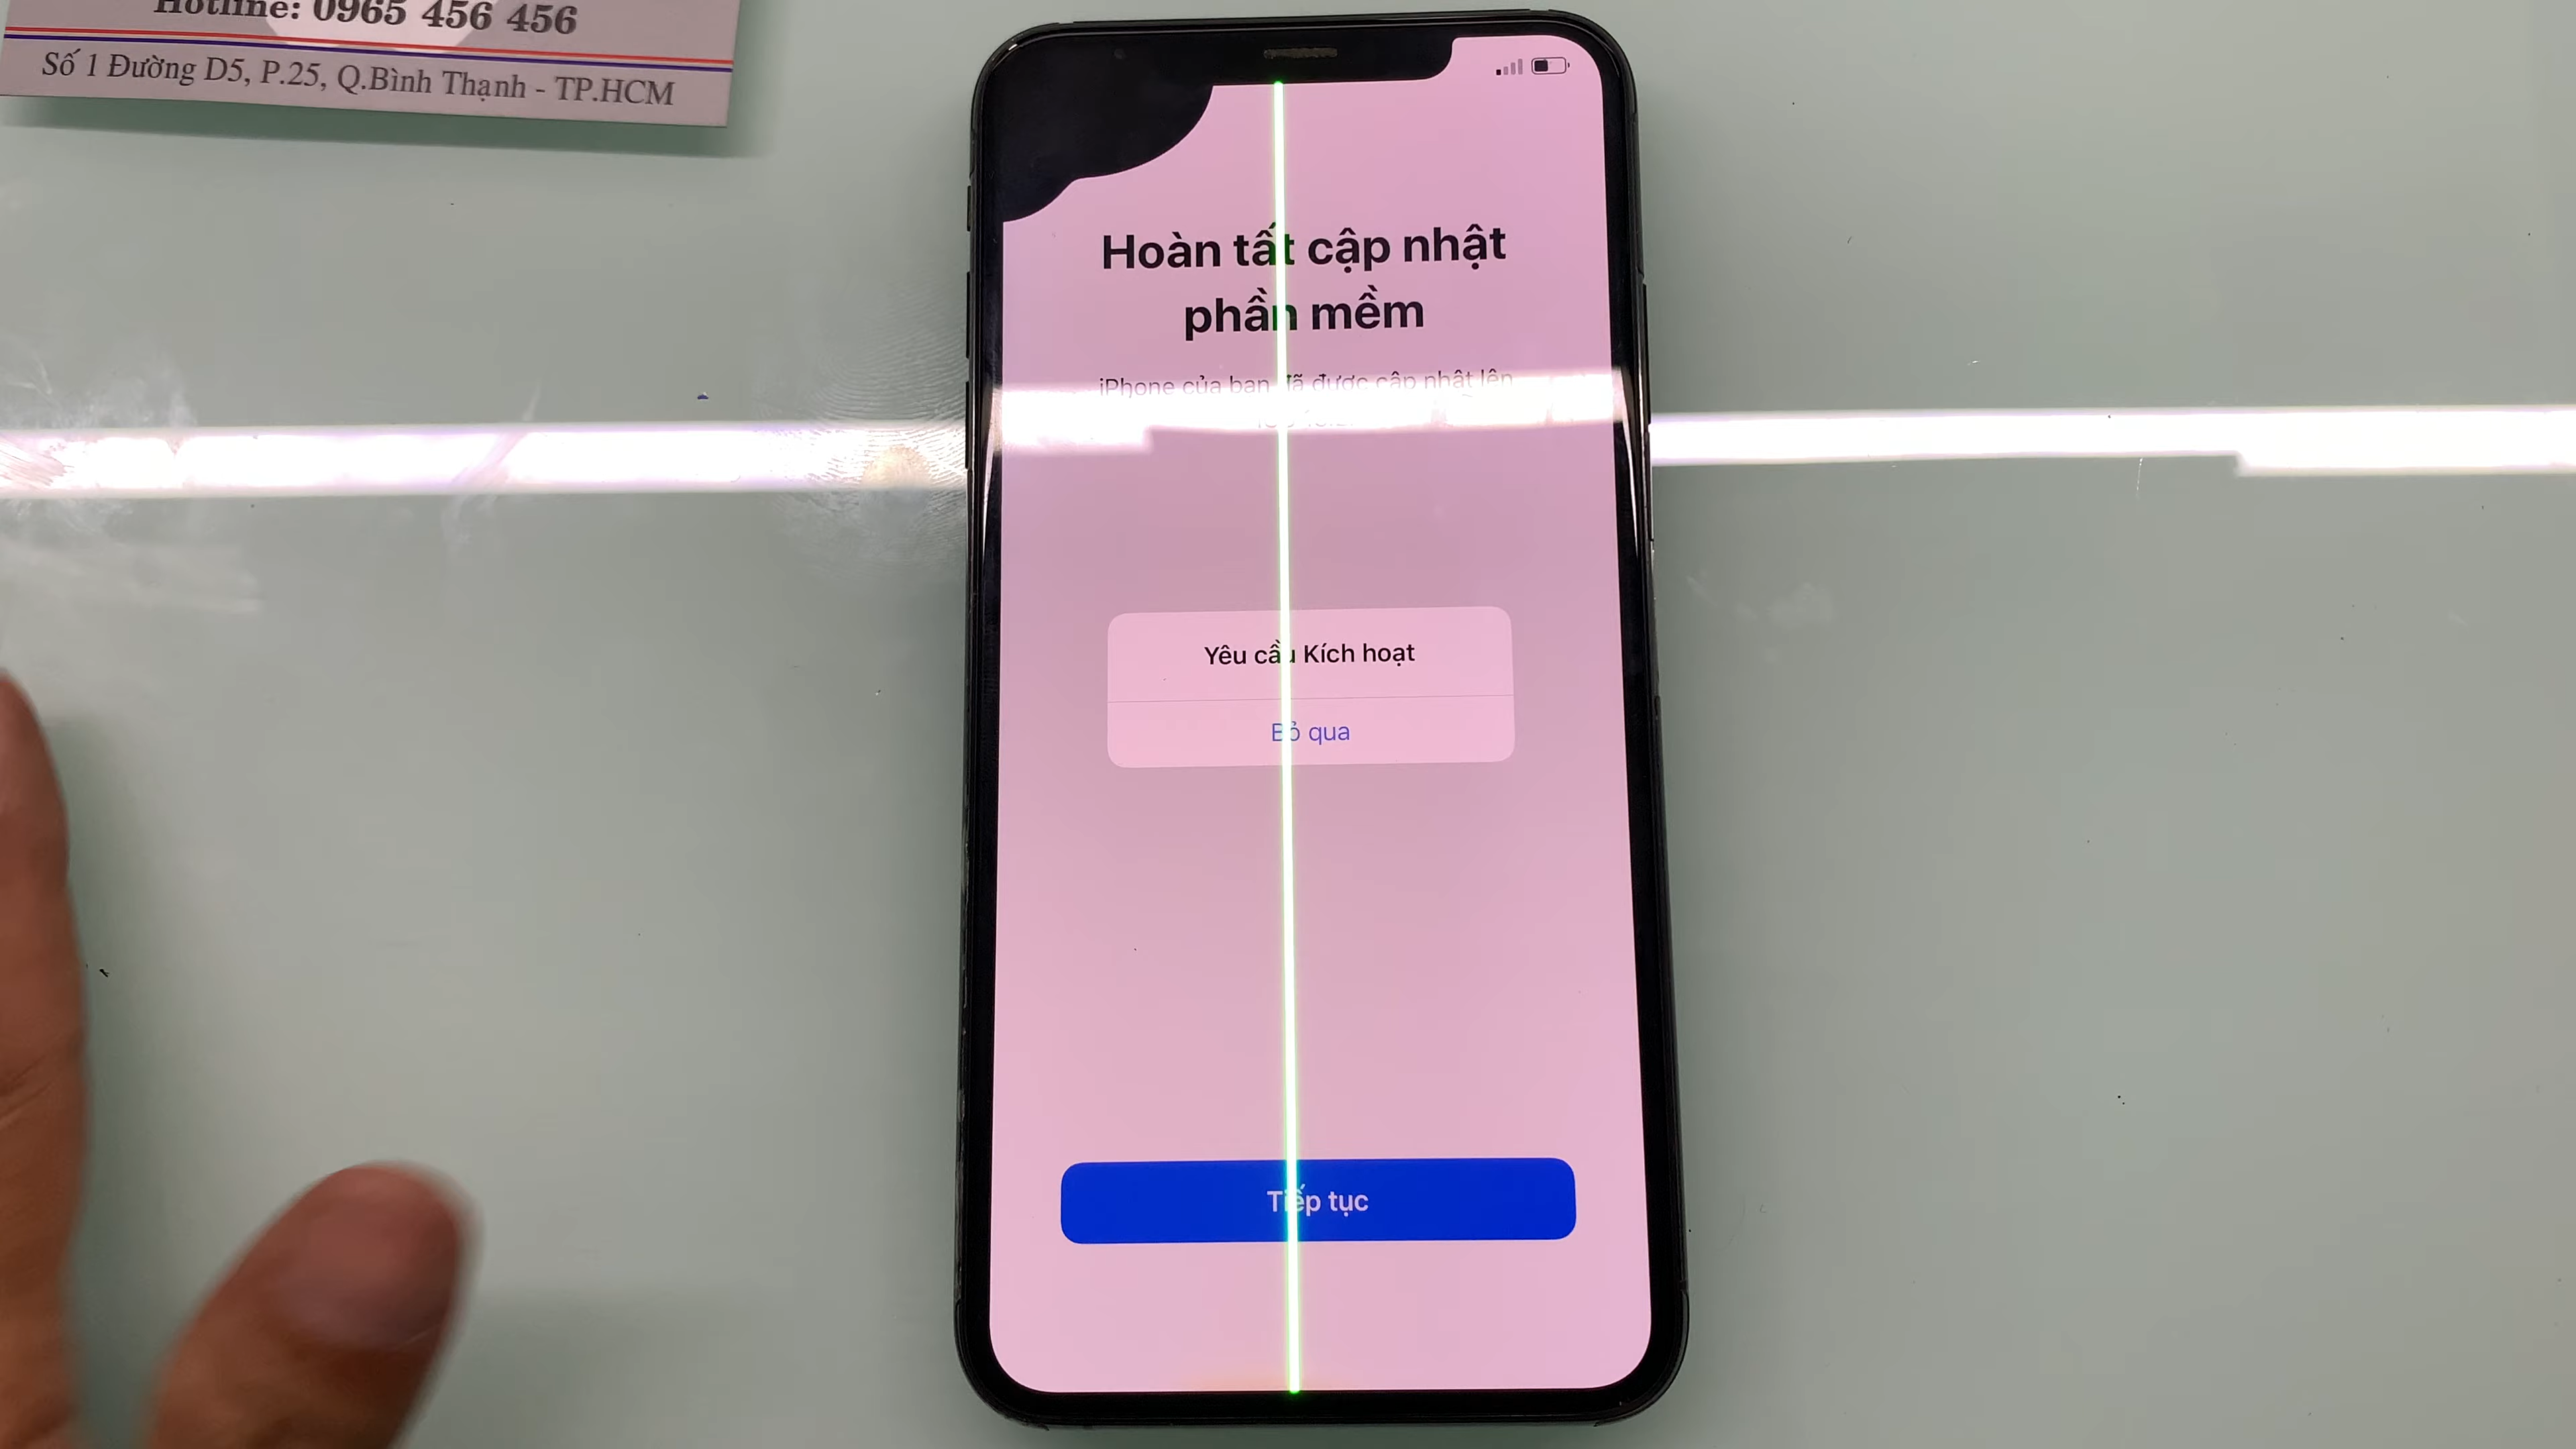 Hotline: 0965 456 456
Số 1 Đường D5, P.25, Q.Bình Thạnh - TP.HCM
Hoàn tất cập nhật
phần mềm
iPhone của bạn đã được cập nhật lên
Yêu cầu Kích hoạt
Bỏ qua
Tiếp tục